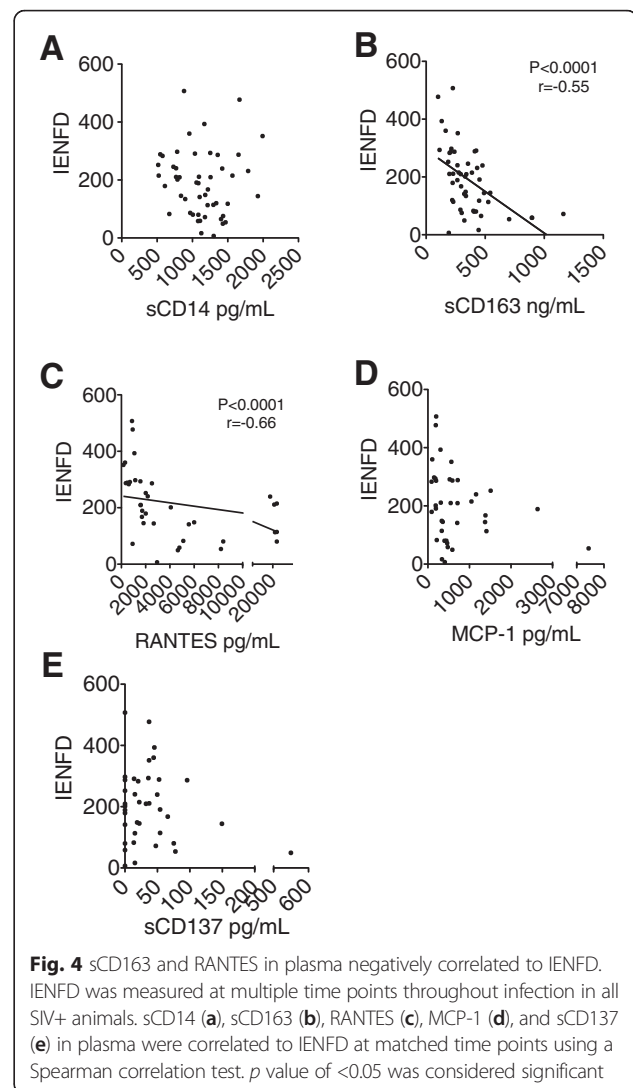 A
600
400
200
0
IENFD
0
500
1000
1500
2000
2500
sCD14 pg/mL
B
P<0.0001
r=-0.55
600
400
200
0
IENFD
0
500
1000
1500
sCD163 ng/mL
C
P<0.0001
r=-0.66
600
400
200
0
IENFD
0
2000
4000
6000
8000
10000
20000
RANTES pg/mL
D
600
400
200
0
IENFD
0
1000
2000
3000
7000
8000
MCP-1 pg/mL
E
600
400
200
0
IENFD
0
50
100
150
200
500
600
sCD137 pg/mL
Fig. 4 sCD163 and RANTES in plasma negatively correlated to IENFD.
IENFD was measured at multiple time points throughout infection in all
SIV+ animals. sCD14 (a), sCD163 (b), RANTES (c), MCP-1 (d), and sCD137
(e) in plasma were correlated to IENFD at matched time points using a
Spearman correlation test. p value of <0.05 was considered significant